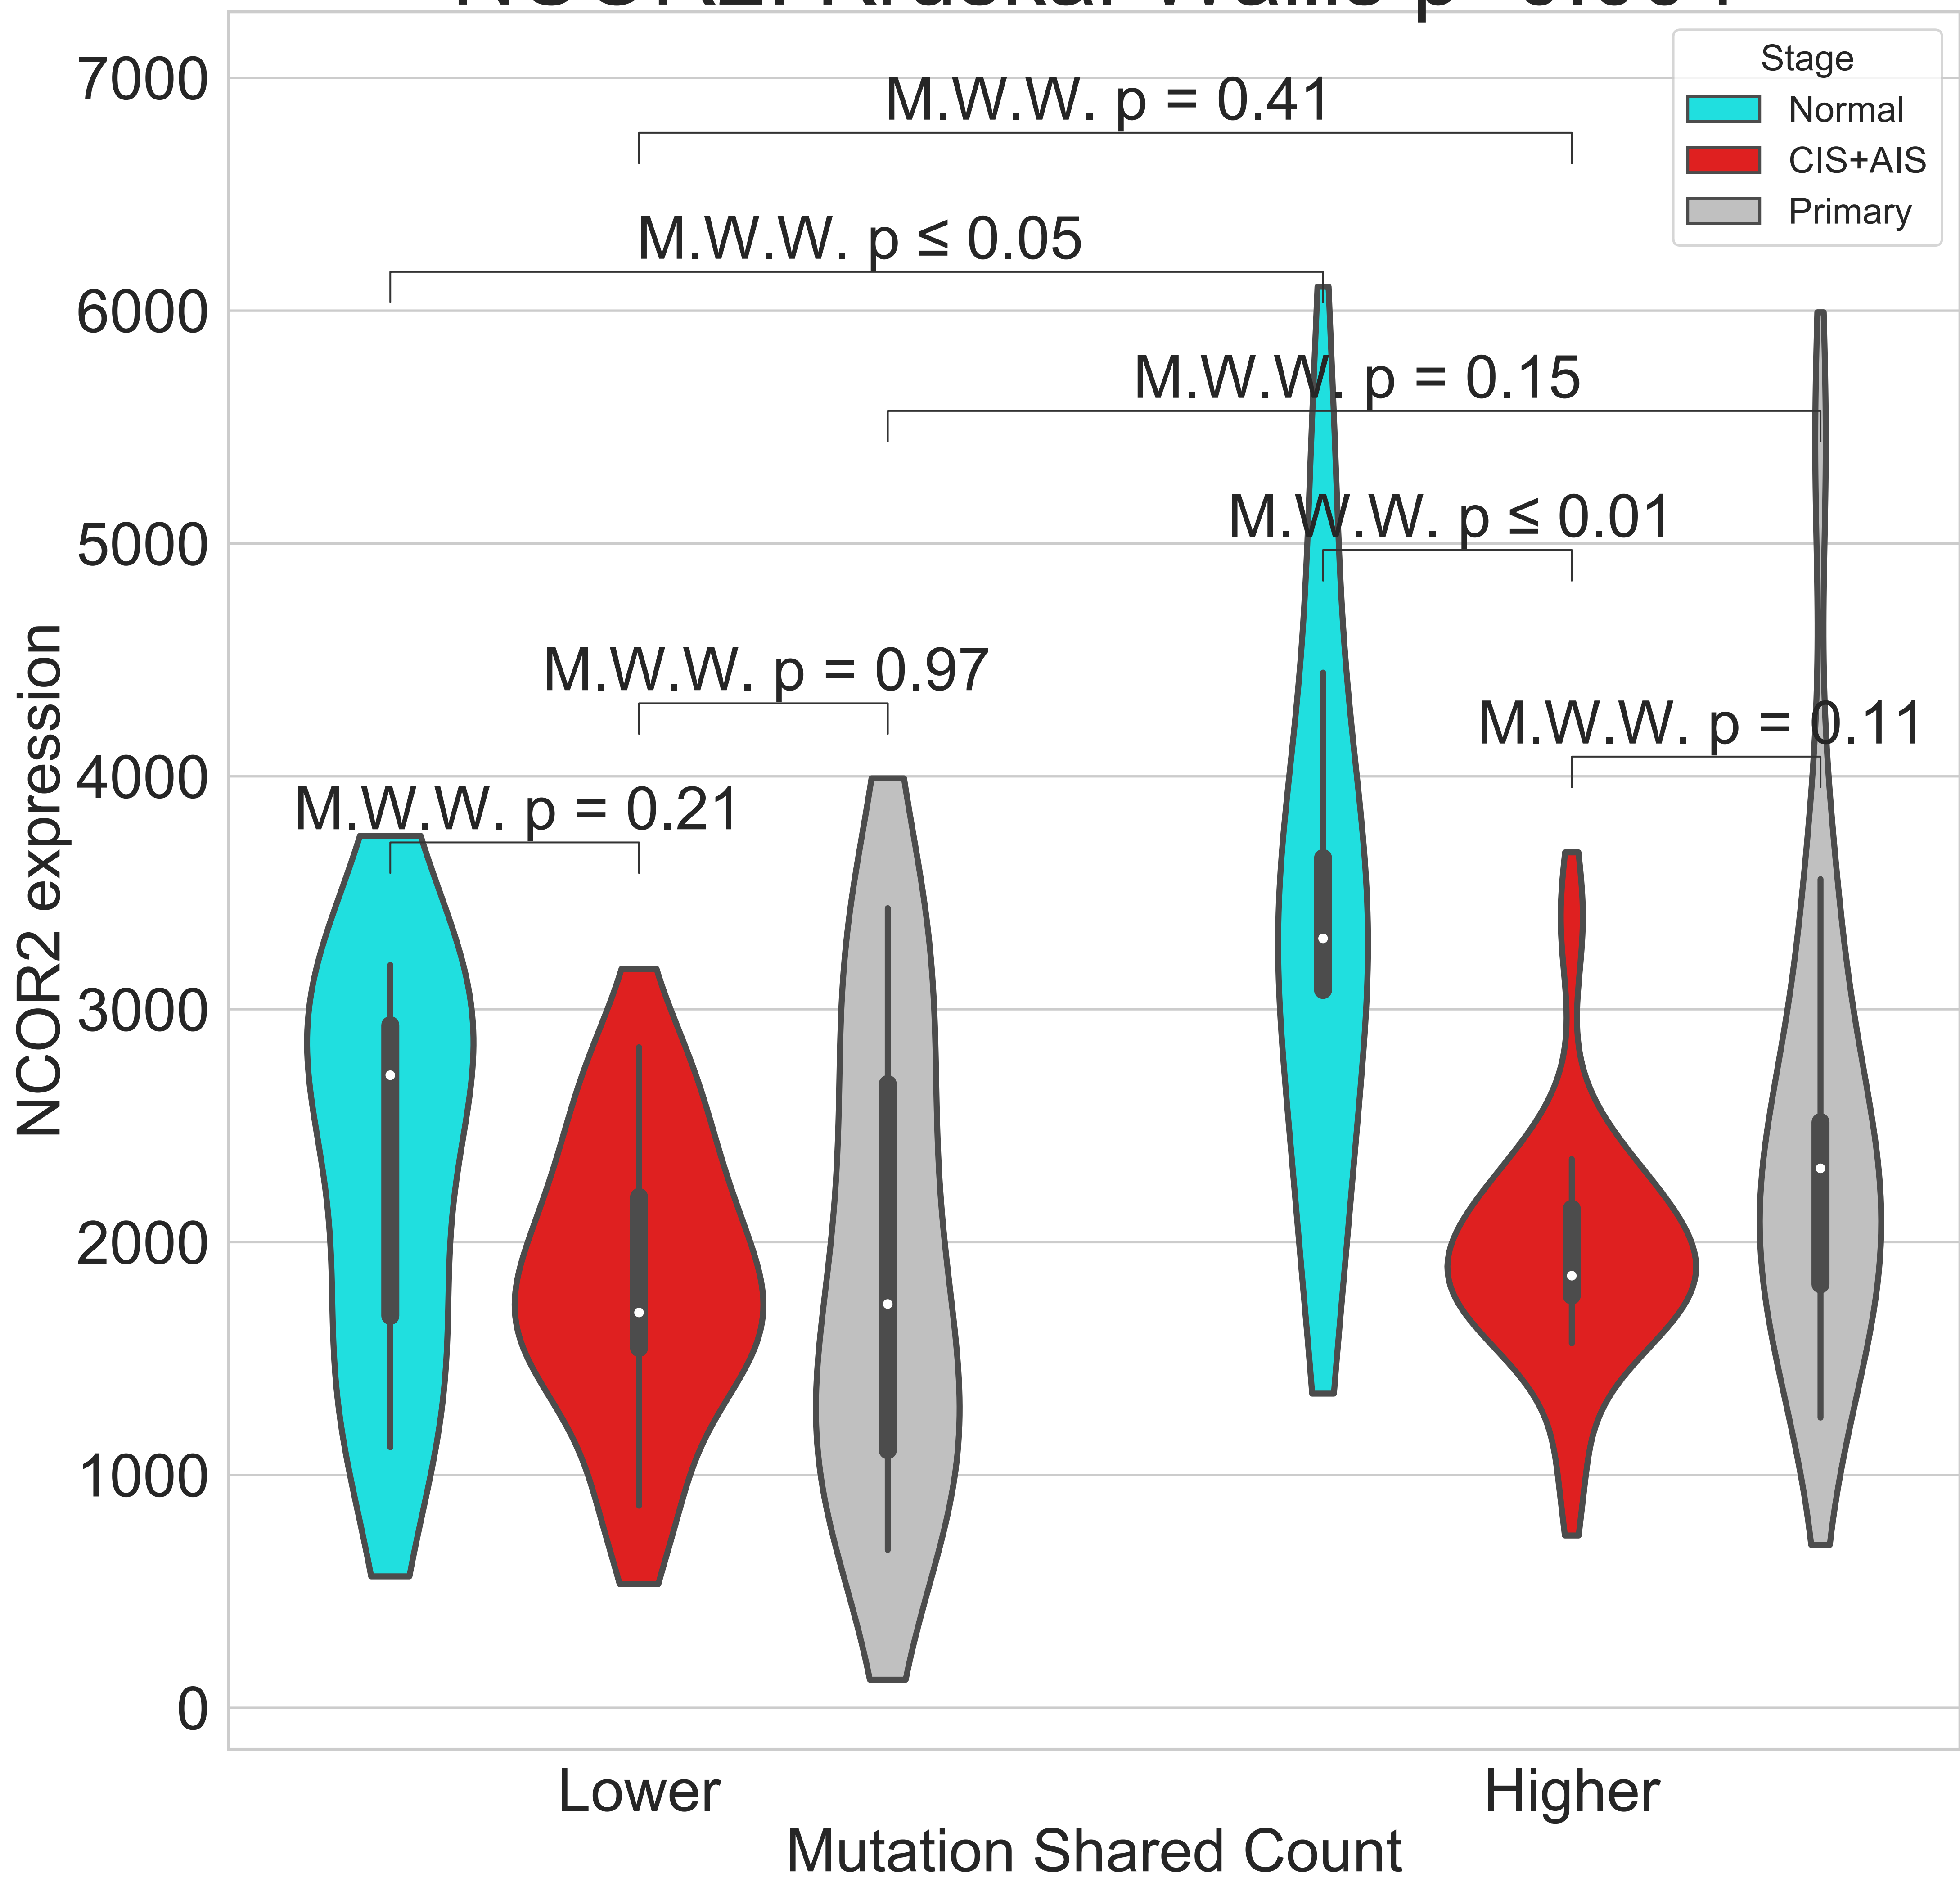 7000
6000
5000
4000
3000
2000
1000
0
NCOR2 expression
Stage
Normal
CIS+AIS
Primary
M.W.W. p = 0.41
M.W.W. p ≤ 0.05
M.W.W. p = 0.15
M.W.W. p ≤ 0.01
M.W.W. p = 0.97
M.W.W. p = 0.11
M.W.W. p = 0.21
Lower
Higher
Mutation Shared Count